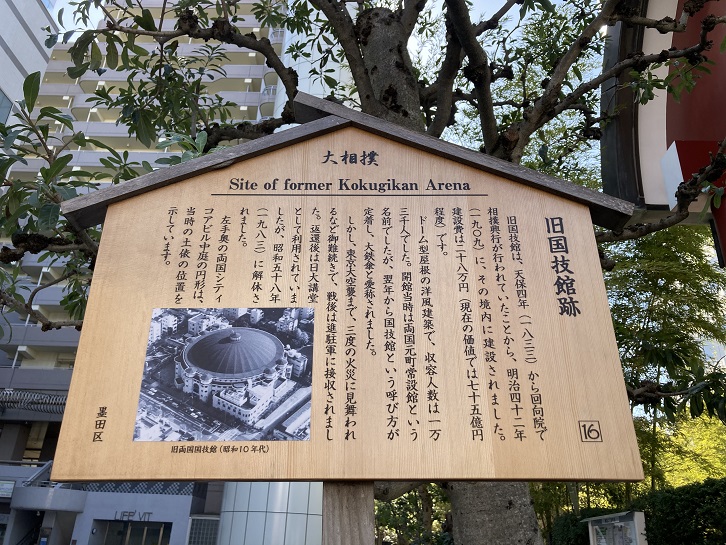 大相撲
Site of former Kokugikan Arena
旧国技館跡
旧国技館は、天保四年（一八三三）から回向院で
相撲興行が行われていたことから、明治四十二年
（一九〇九）に、その境内に建設されました。
建設費は二十八万円（現在の価値では七十五億円
程度）です。
ドーム型屋根の洋風建築で、収容人数は一万
三千人でした。開館当時は両国元町常設館という
名前でしたが、翌年から国技館という呼び方が
定着し、大鉄傘と愛称されました。
しかし、東京大空襲まで、三度の火災に見舞われ
るなど御難続きで、戦後は進駐軍に接収されまし
た。返還後は日大講堂
として利用されていま
したが、昭和五十八年
（一九八三）に解体さ
れました。
左手奥の両国シティ
コアビル中庭の円形は、
当時の土俵の位置を
示しています。
16
旧両国国技館（昭和10年代）
墨田区
LIFE VIT